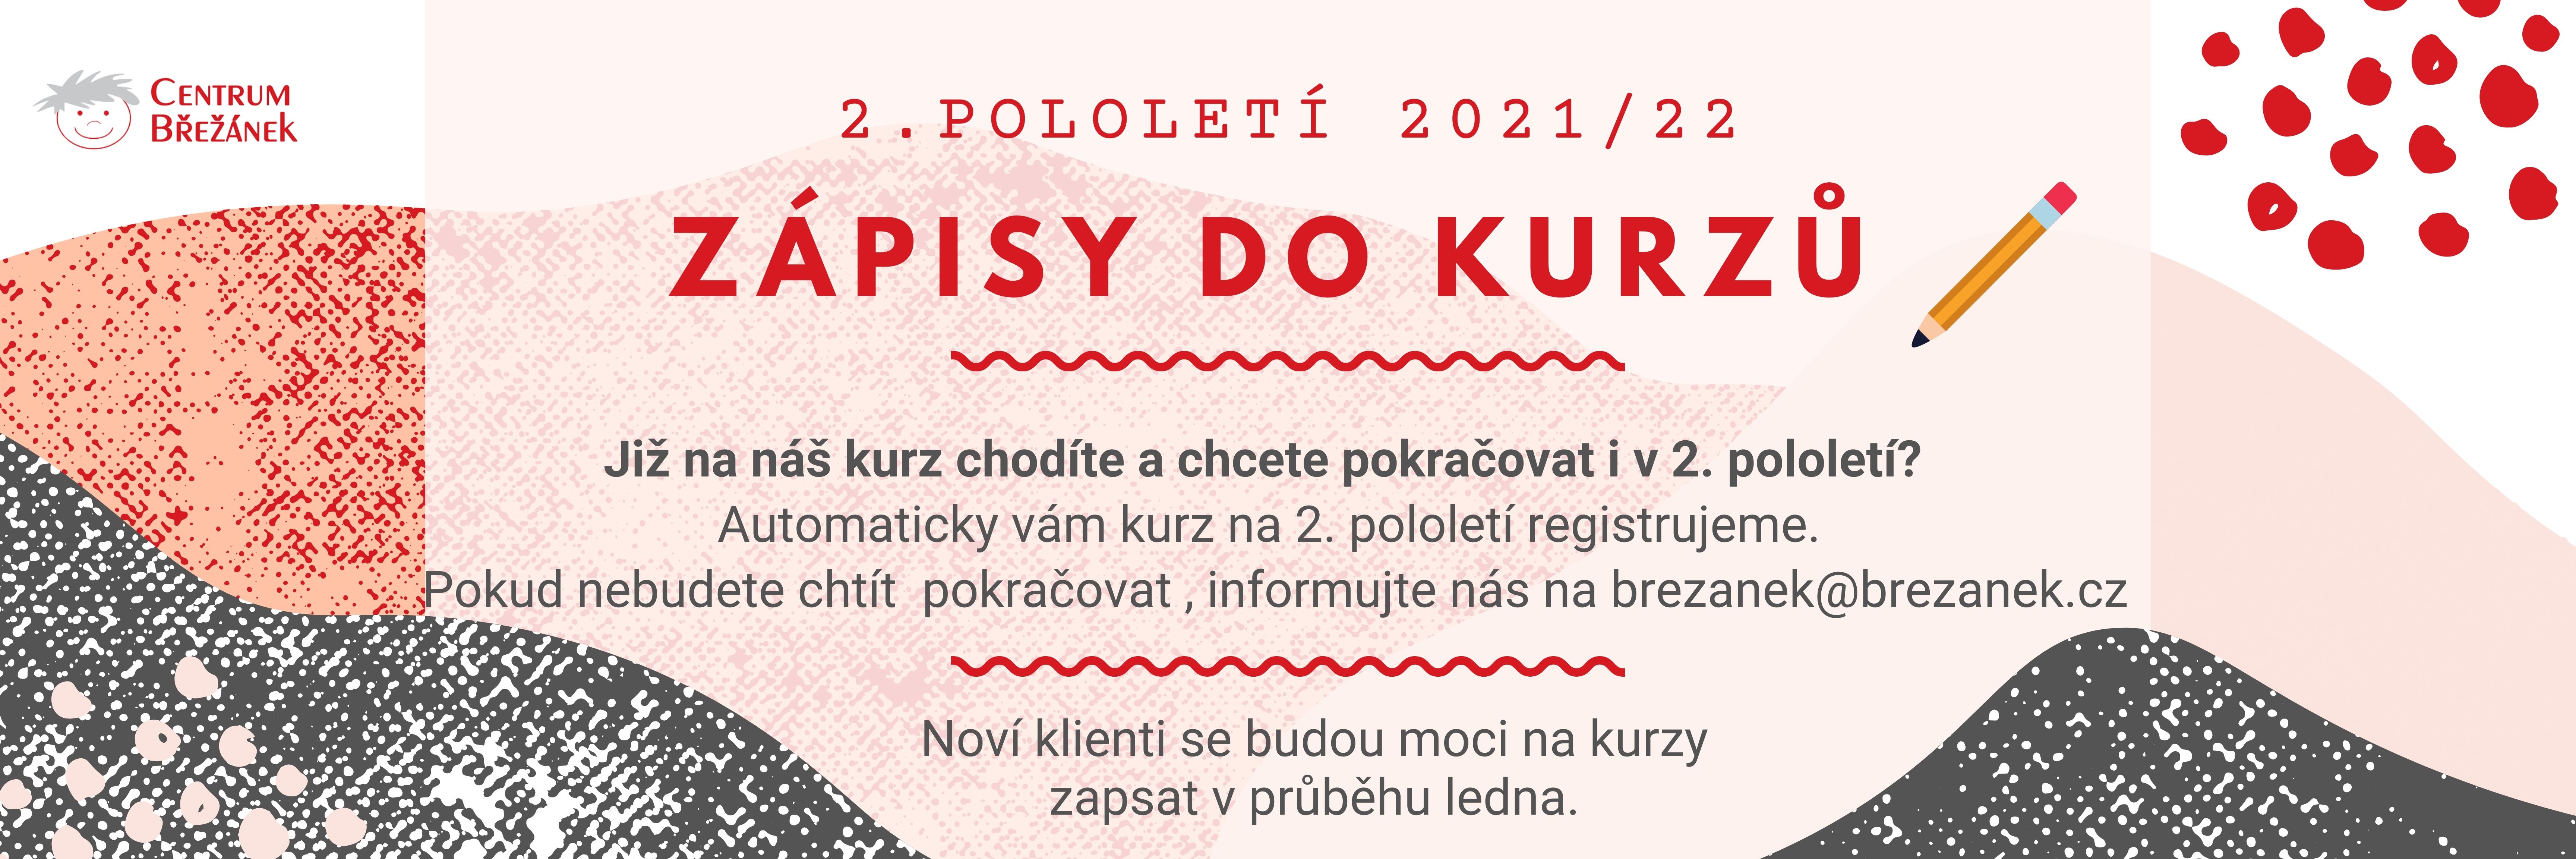 CENTRUM
BŘEŽÁNEK
2.POLOLETÍ 2021/22
ZÁPISY DO KURZŮ
Již na náš kurz chodíte a chcete pokračovat i v 2. pololetí?
Automaticky vám kurz na 2. pololetí registrujeme.
Pokud nebudete chtít  pokračovat , informujte nás na brezanek@brezanek.cz
Noví klienti se budou moci na kurzy
zapsat v průběhu ledna.